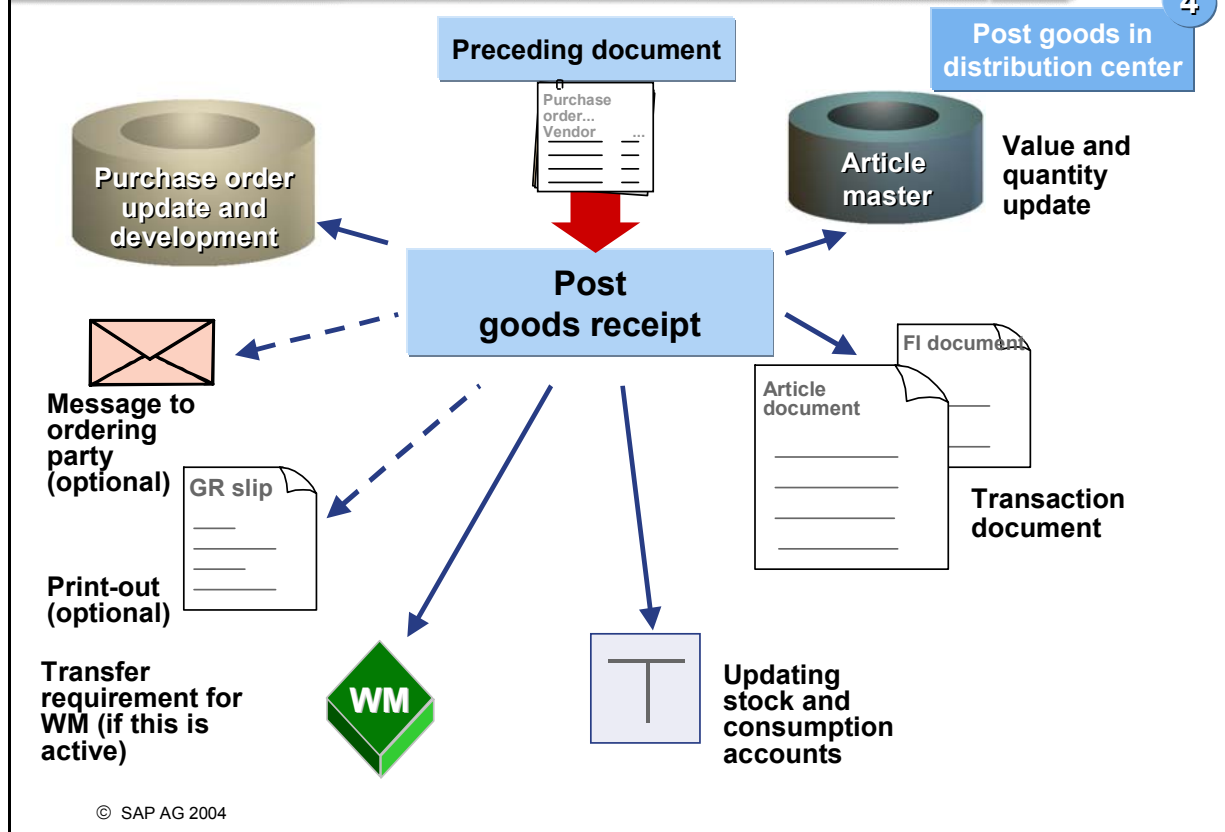 4
Post goods in
distribution center
Preceding document
Purchase
order...
Vendor ...
Purchase order
update and
development
Article
master
Value and
quantity
update
Post
goods receipt
Message to
ordering
party
(optional)
FI document
Article
document
Transaction
document
GR slip
Print-out
(optional)
Transfer
requirement for
WM (if this is
active)
WM
T
Updating
stock and
consumption
accounts
© SAP AG 2004